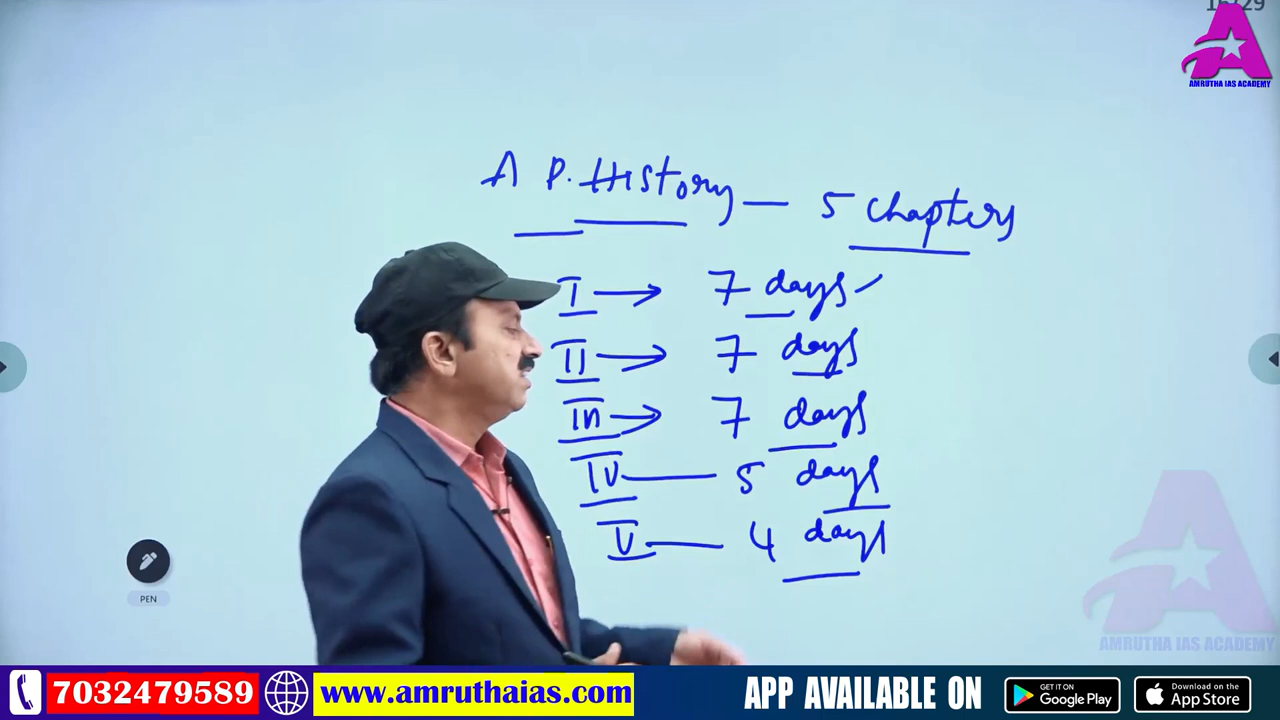 AMRUTHA IAS ACADEMY
A P. History — 5 chapters
I → 7 days
II → 7 days
III → 7 days
IV — 5 days
V — 4 days
PEN
AMRUTHA IAS ACADEMY
7032479589 www.amruthaias.com APP AVAILABLE ON GET IT ON Google Play Download on the App Store